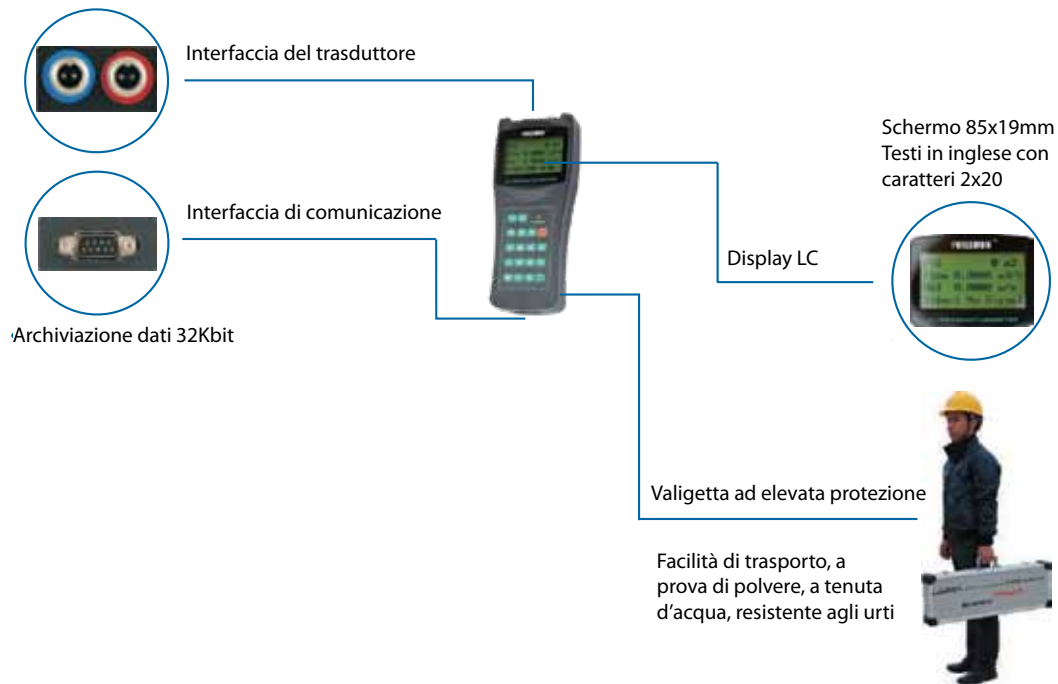 Interfaccia del trasduttore
Schermo 85x19mm
Testi in inglese con
caratteri 2x20
Interfaccia di comunicazione
Display LC
Archiviazione dati 32Kbit
Valigetta ad elevata protezione
Facilità di trasporto, a
prova di polvere, a tenuta
d’acqua, resistente agli urti